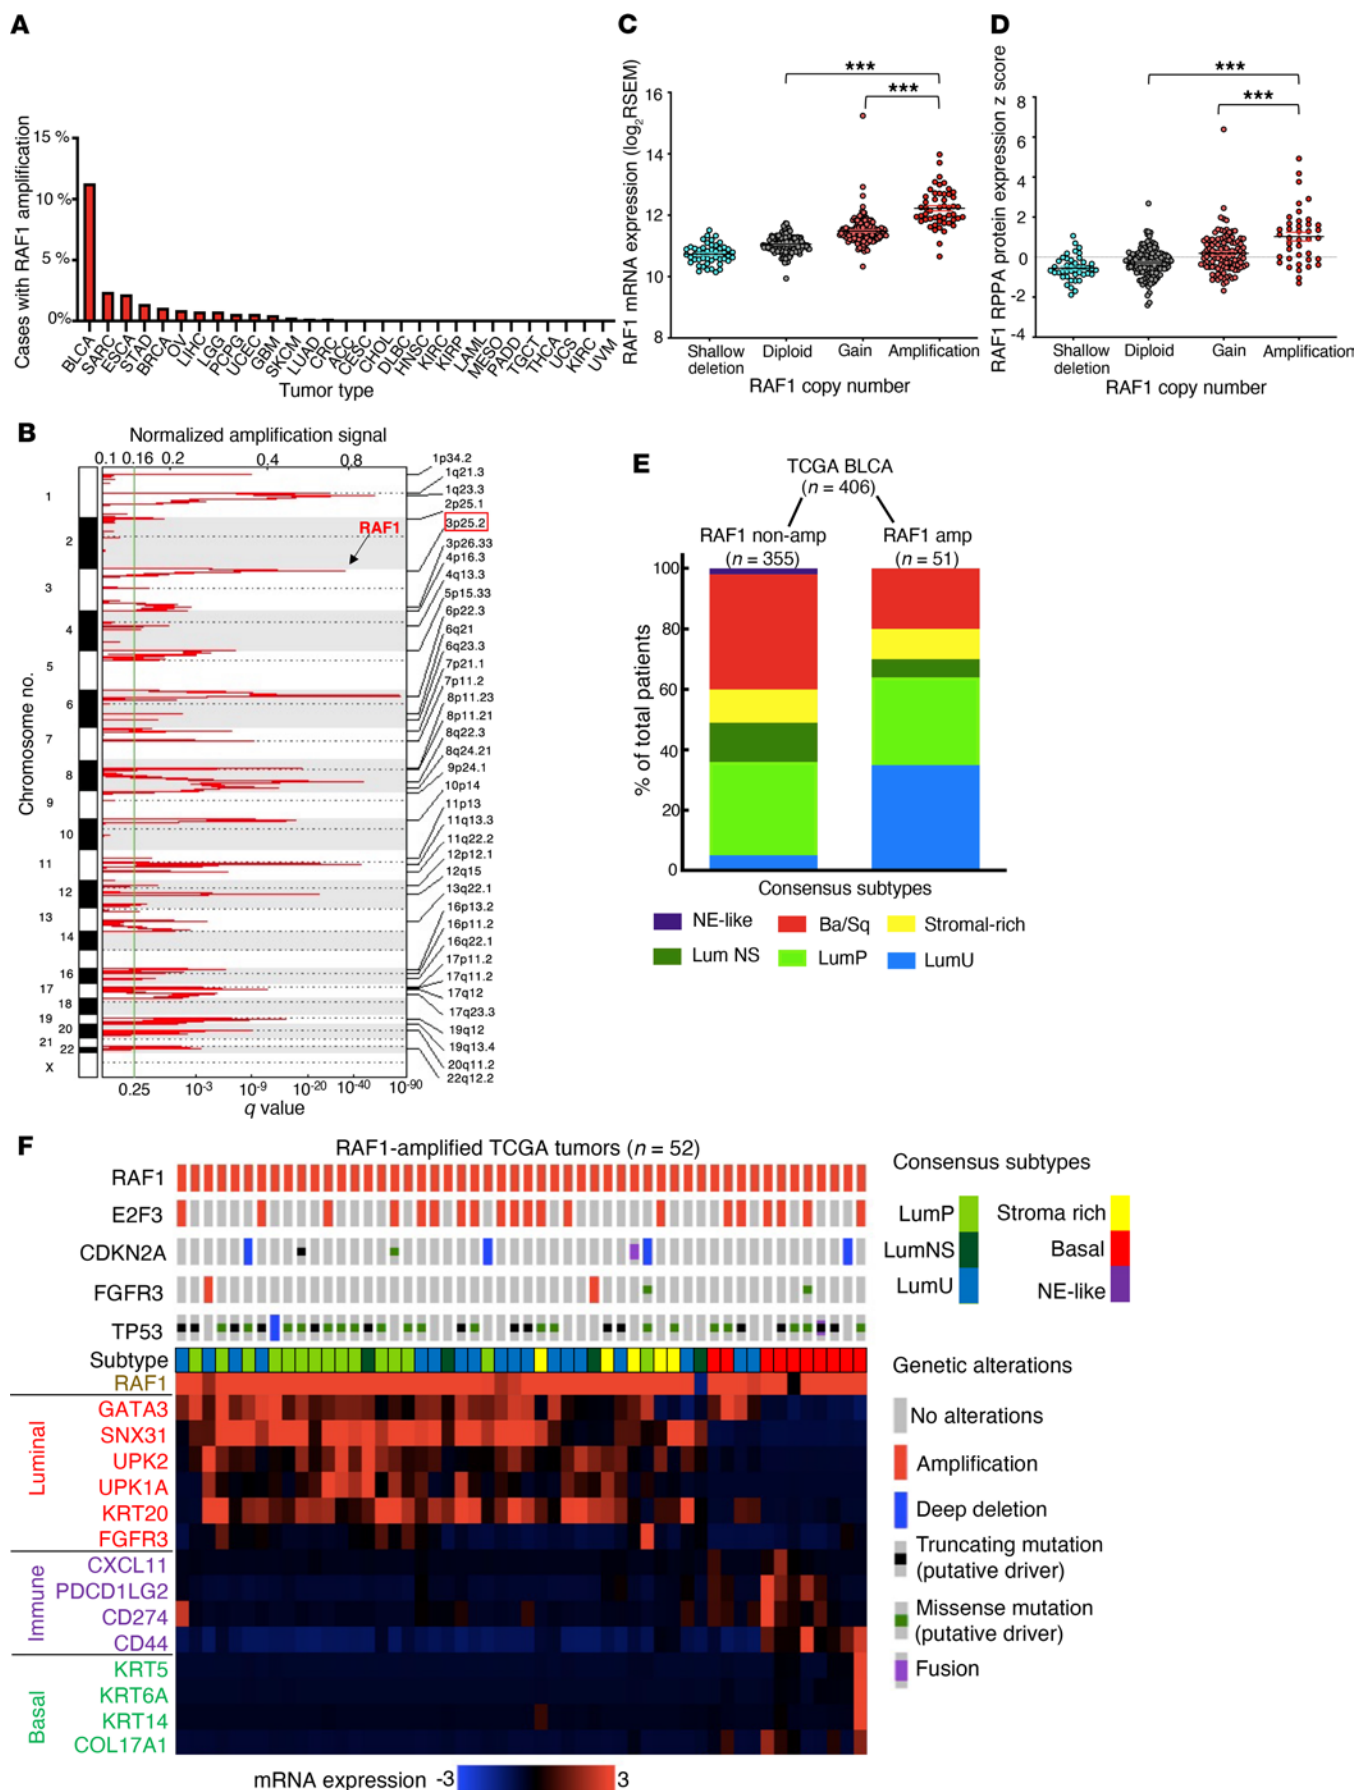 A
Cases with RAF1 amplification
15 %
10 %
5 %
0%
BLCA
SARC
ESCA
STAD
BRCA
OV
LIHC
LGG
PCPG
UCEC
GBM
SKCM
LUAD
CRC
ACC
CESC
CHOL
DLBC
HNSC
KIRC
KIRP
LAML
MESO
PADD
TGCT
THCA
UCS
KIRC
UVM
Tumor type
B
Normalized amplification signal
0.1 0.16 0.2 0.4 0.8
Chromosome no.
1
2
3
4
5
6
7
8
9
10
11
12
13
14
16
17
18
19
20
21
22
X
RAF1
1p34.2
1q21.3
1q23.3
2p25.1
3p25.2
3p26.33
4p16.3
4q13.3
5p15.33
6p22.3
6q21
6q23.3
7p21.1
7p11.2
8p11.23
8p11.21
8q22.3
8q24.21
9p24.1
10p14
11p13
11q13.3
11q22.2
12p12.1
12q15
13q22.1
16p13.2
16p11.2
16q22.1
17p11.2
17q11.2
17q12
17q23.3
19q12
19q13.4
20q11.2
22q12.2
0.25 10-3 10-9 10-20 10-40 10-90
q value
C
RAF1 mRNA expression (log2RSEM)
16
14
12
10
8
*** 
***
Shallow deletion Diploid Gain Amplification
RAF1 copy number
D
RAF1 RPPA protein expression z score
8
6
4
2
0
-2
-4
***
***
Shallow deletion Diploid Gain Amplification
RAF1 copy number
E
TCGA BLCA
(n = 406)
RAF1 non-amp
(n = 355)
RAF1 amp
(n = 51)
% of total patients
100
80
60
40
20
0
Consensus subtypes
NE-like Ba/Sq Stromal-rich
Lum NS LumP LumU
F
RAF1-amplified TCGA tumors (n = 52)
RAF1
E2F3
CDKN2A
FGFR3
TP53
Subtype
RAF1
Luminal
GATA3
SNX31
UPK2
UPK1A
KRT20
FGFR3
Immune
CXCL11
PDCD1LG2
CD274
CD44
Basal
KRT5
KRT6A
KRT14
COL17A1
mRNA expression -3 3
Consensus subtypes
LumP Stroma rich
LumNS Basal
LumU NE-like
Genetic alterations
No alterations
Amplification
Deep deletion
Truncating mutation
(putative driver)
Missense mutation
(putative driver)
Fusion